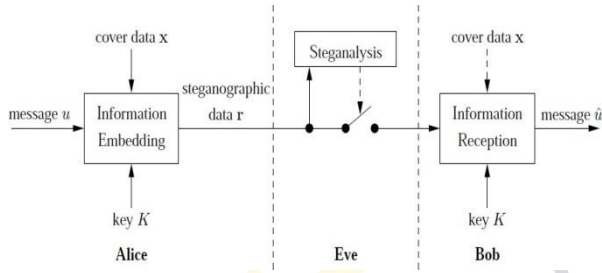 cover data x
cover data x
Steganalysis
steganographic
data r
message u
Information
Embedding
Information
Reception
message û
key K
key K
Alice
Eve
Bob